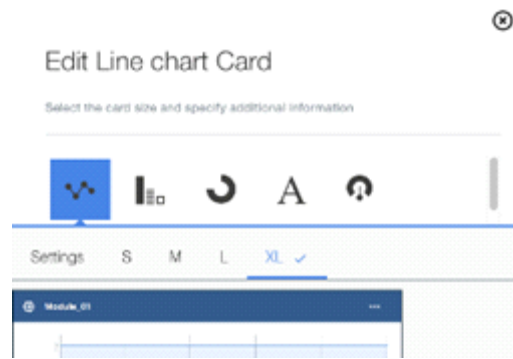 Edit Line chart Card
Select the card size and specify additional information
A
Settings S M L XL
Module_01